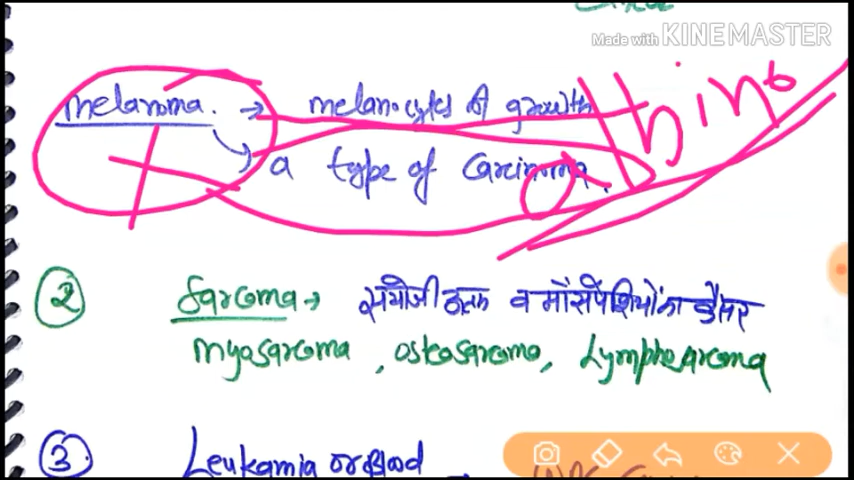 Made with KINEMASTER
melanoma. → melanocytes of growth
a type of Carcinoma.
thing
② Sarcoma → संयोजी ऊतक व माँसपेशियों का कैंसर
myosarcoma, osteosarcoma, Lymphosarcoma
③ Leukamia or Blood